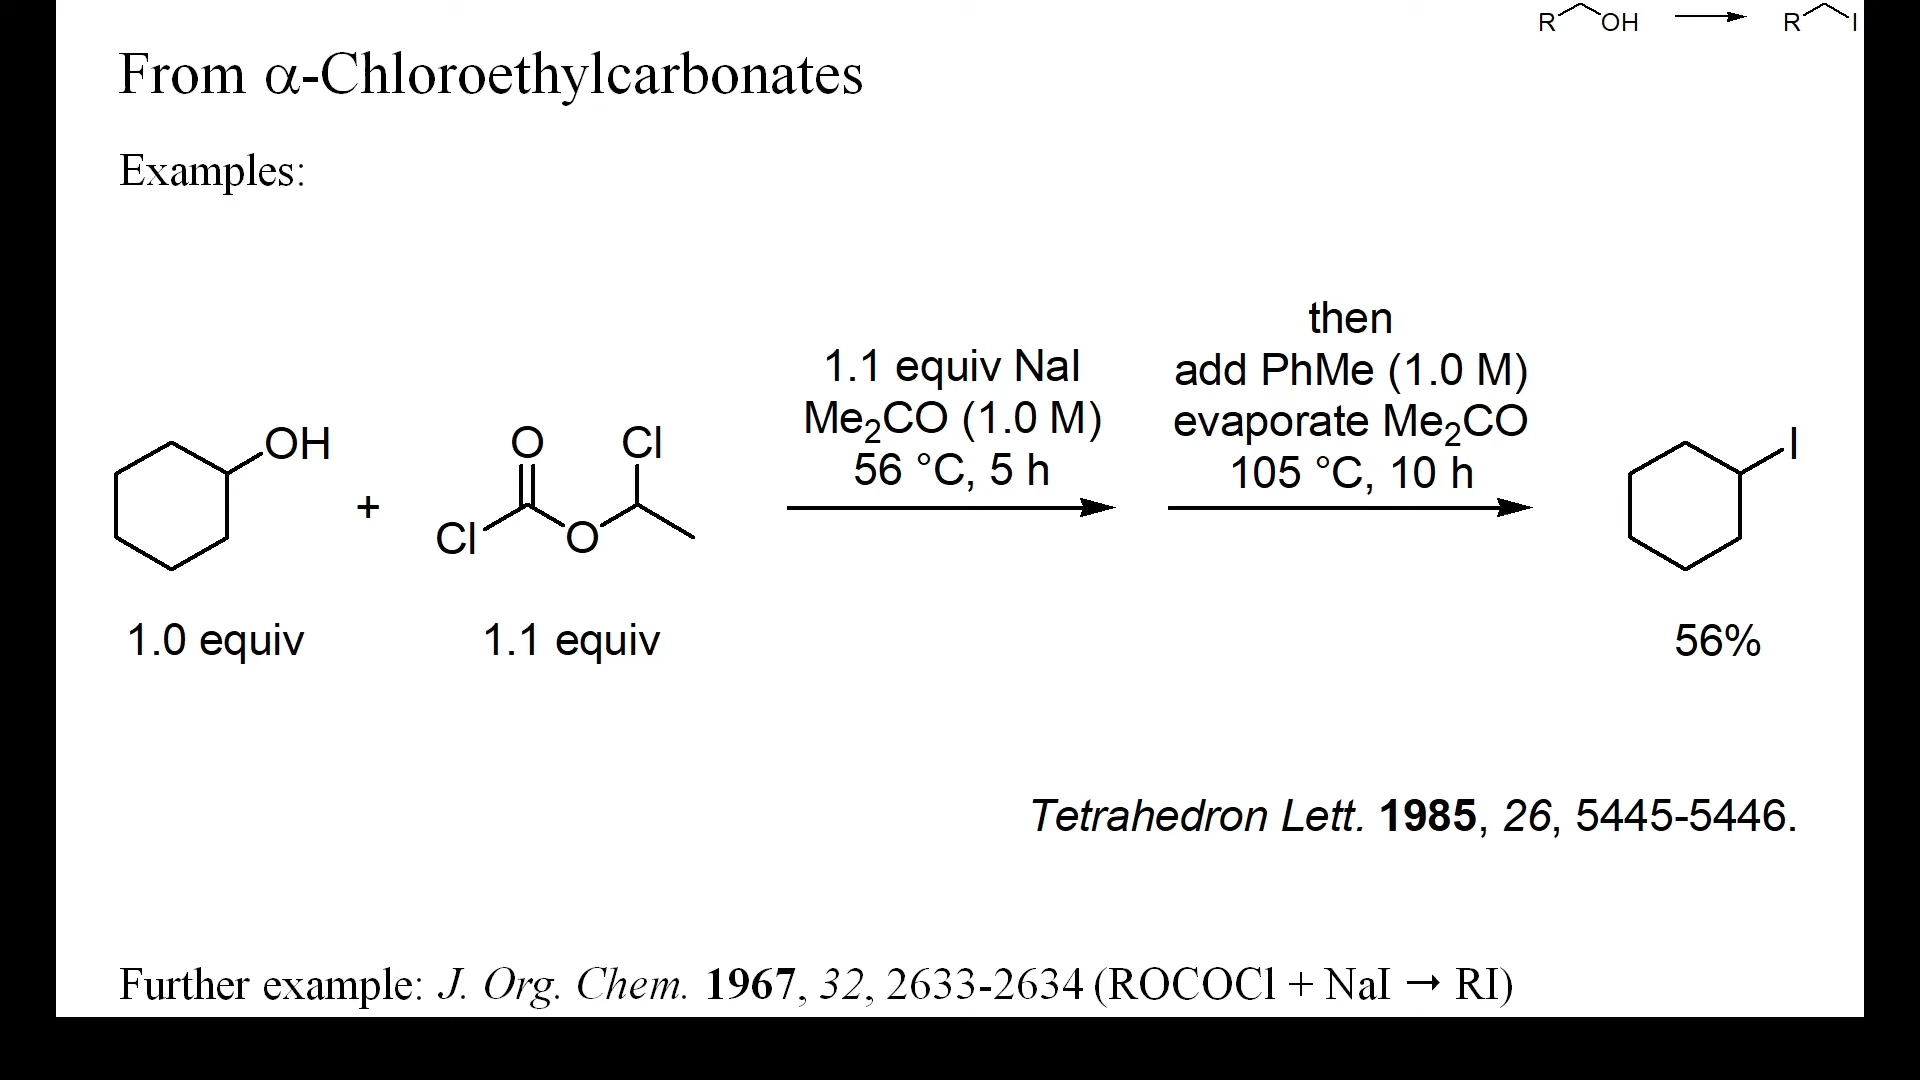 R OH R I
From α-Chloroethylcarbonates
Examples:
then
1.1 equiv NaI
add PhMe (1.0 M)
Me₂CO (1.0 M)
evaporate Me₂CO
56 °C, 5 h
105 °C, 10 h
OH
+
O
Cl
Cl
O
I
1.0 equiv
1.1 equiv
56%
Tetrahedron Lett. 1985, 26, 5445-5446.
Further example: J. Org. Chem. 1967, 32, 2633-2634 (ROCOCl + NaI → RI)